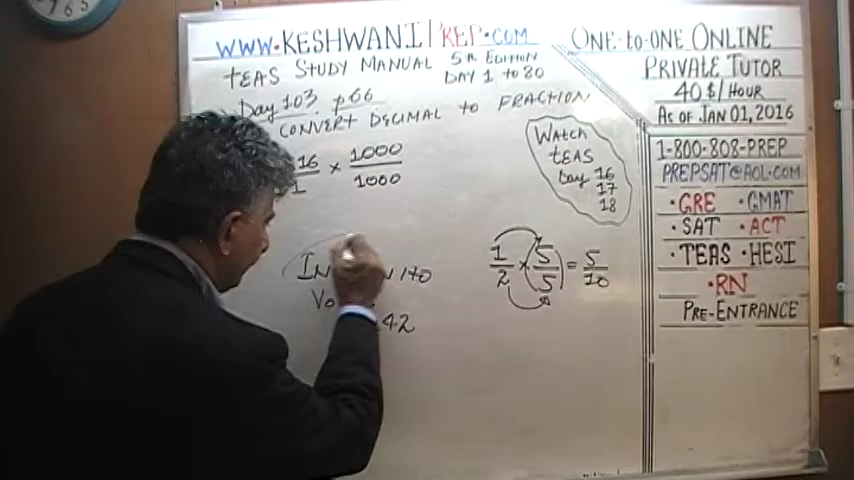 WWW.KESHWANI PREP.COM
TEAS STUDY MANUAL 5TH EDITION
DAY 1 TO 80
Day 103 p66
CONVERT DECIMAL to FRACTION
16/1 × 1000/1000
WATCH
TEAS
Day 16
17
18
1/2 × 5/5 = 5/10
42
ONE-to-ONE ONLINE
PRIVATE TUTOR
40$/HOUR
AS OF JAN 01, 2016
1-800-808-PREP
PREPSAT@AOL.COM
•GRE •GMAT
•SAT •ACT
•TEAS •HESI
•RN
PRE-ENTRANCE